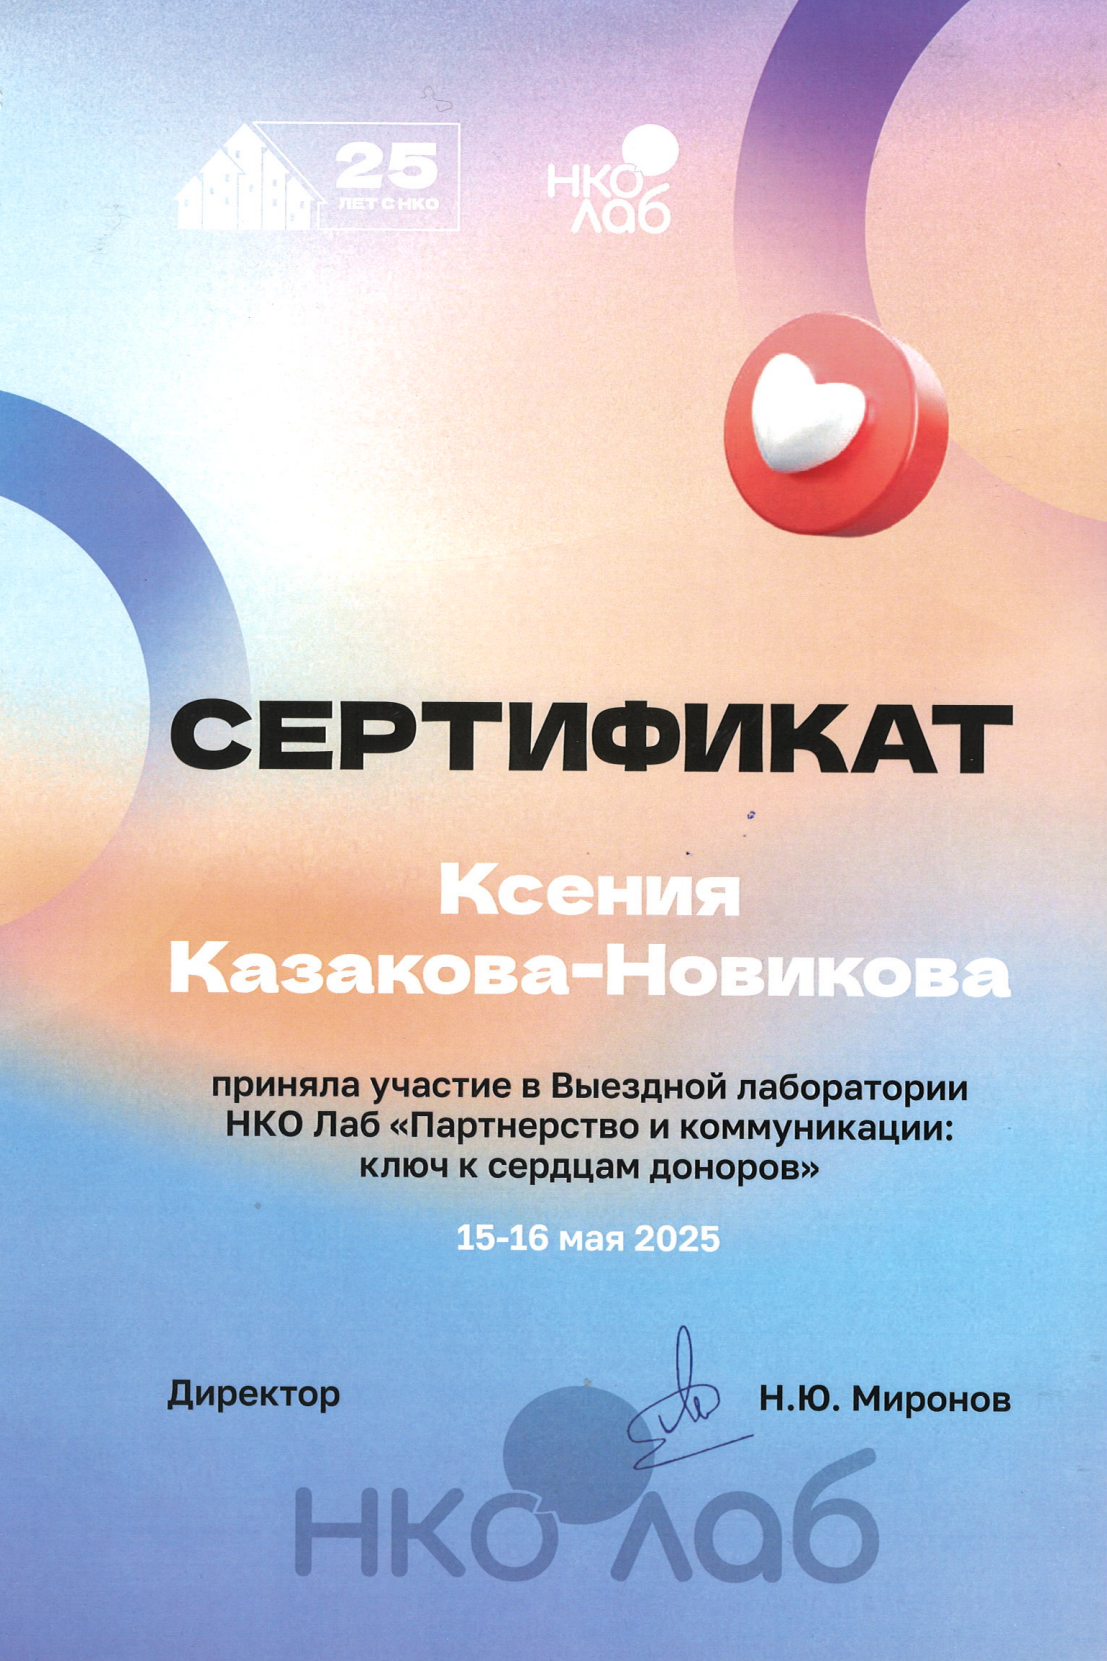 25
ЛЕТ С НКО
НКО
лаб
СЕРТИФИКАТ
Ксения
Казакова-Новикова
приняла участие в Выездной лаборатории
НКО Лаб «Партнерство и коммуникации:
ключ к сердцам доноров»
15-16 мая 2025
Директор
Н.Ю. Миронов
НКО лаб